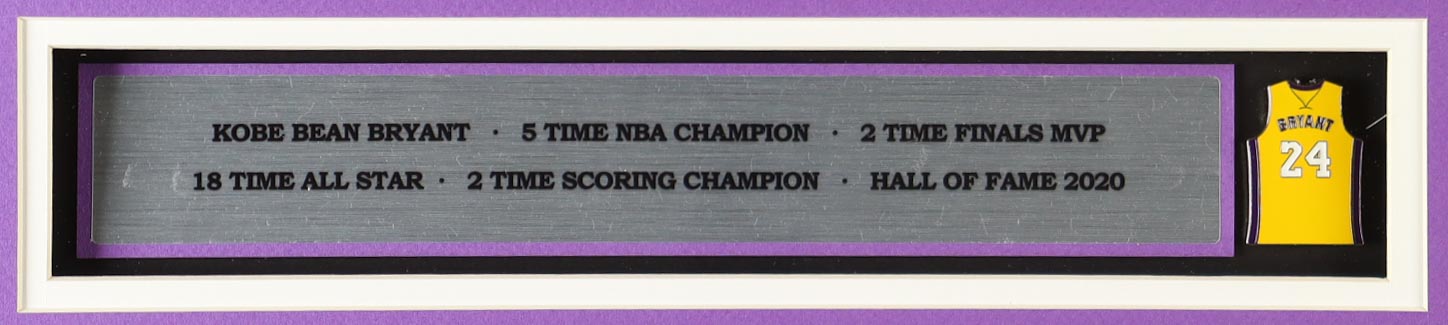 KOBE BEAN BRYANT · 5 TIME NBA CHAMPION · 2 TIME FINALS MVP
18 TIME ALL STAR · 2 TIME SCORING CHAMPION · HALL OF FAME 2020
BRYANT
24